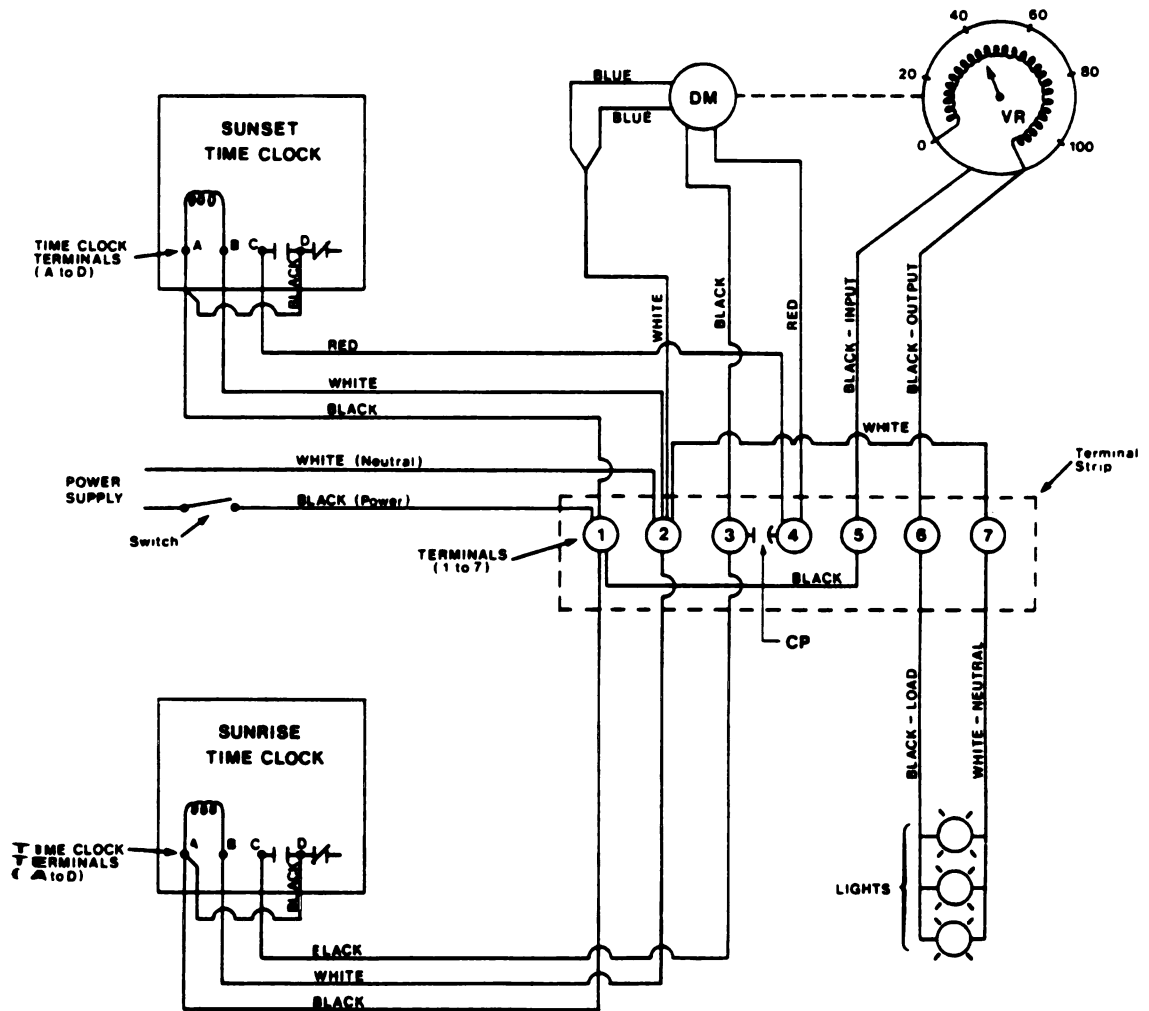 40
60
20
80
0
100
VR
DM
BLUE
BLUE
SUNSET
TIME CLOCK
A
B
C
D
BLACK
TIME CLOCK
TERMINALS
(A to D)
WHITE
BLACK
RED
BLACK - INPUT
BLACK - OUTPUT
RED
WHITE
BLACK
WHITE
WHITE (Neutral)
POWER
SUPPLY
BLACK (Power)
Switch
Terminal
Strip
TERMINALS
(1 to 7)
1
2
3
4
5
6
7
BLACK
CP
BLACK - LOAD
WHITE - NEUTRAL
SUNRISE
TIME CLOCK
A
B
C
D
BLACK
TIME CLOCK
TERMINALS
(A to D)
LIGHTS
ELACK
WHITE
BLACK